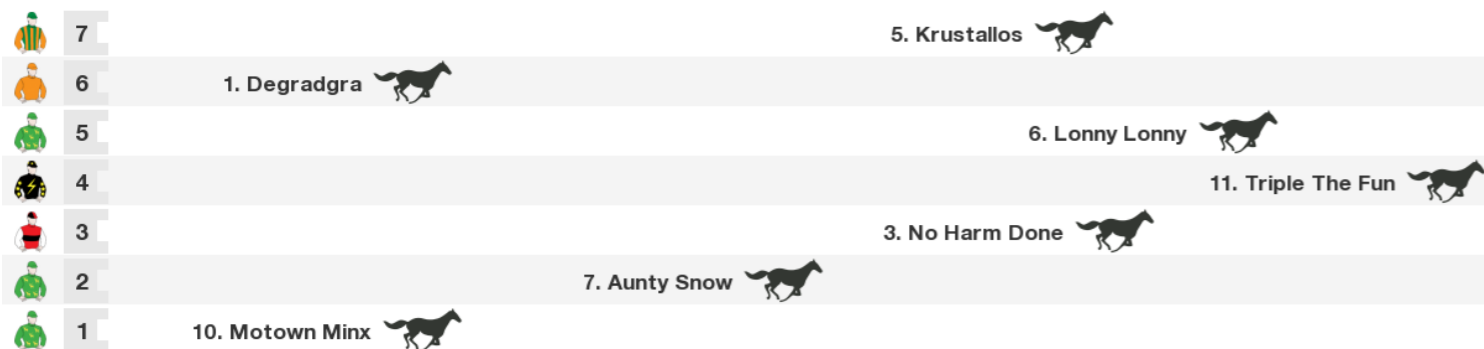 7 5. Krustallos
6 1. Degradgra
5 6. Lonny Lonny
4 11. Triple The Fun
3 3. No Harm Done
2 7. Aunty Snow
1 10. Motown Minx